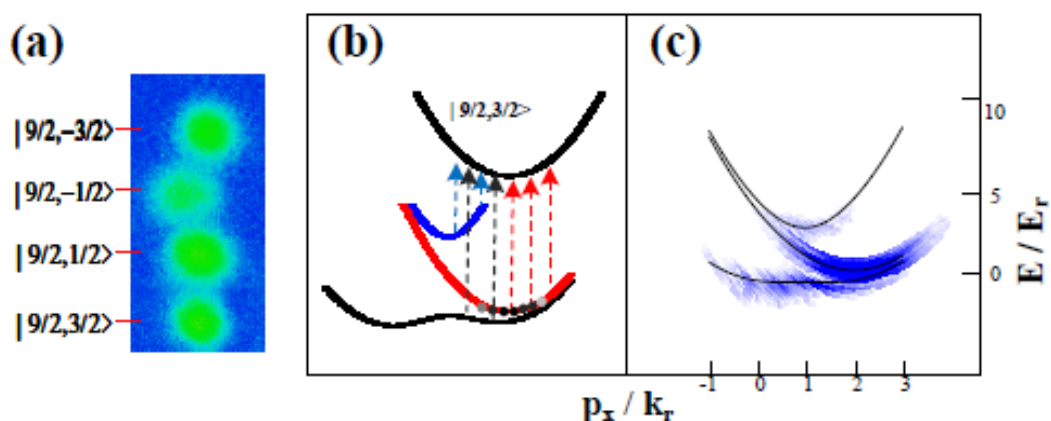 (a)
|9/2,−3/2⟩
|9/2,−1/2⟩
|9/2,1/2⟩
|9/2,3/2⟩
(b)
|9/2,3/2>
(c)
10
5
0
E / Er
-1 0 1 2 3
px / kr